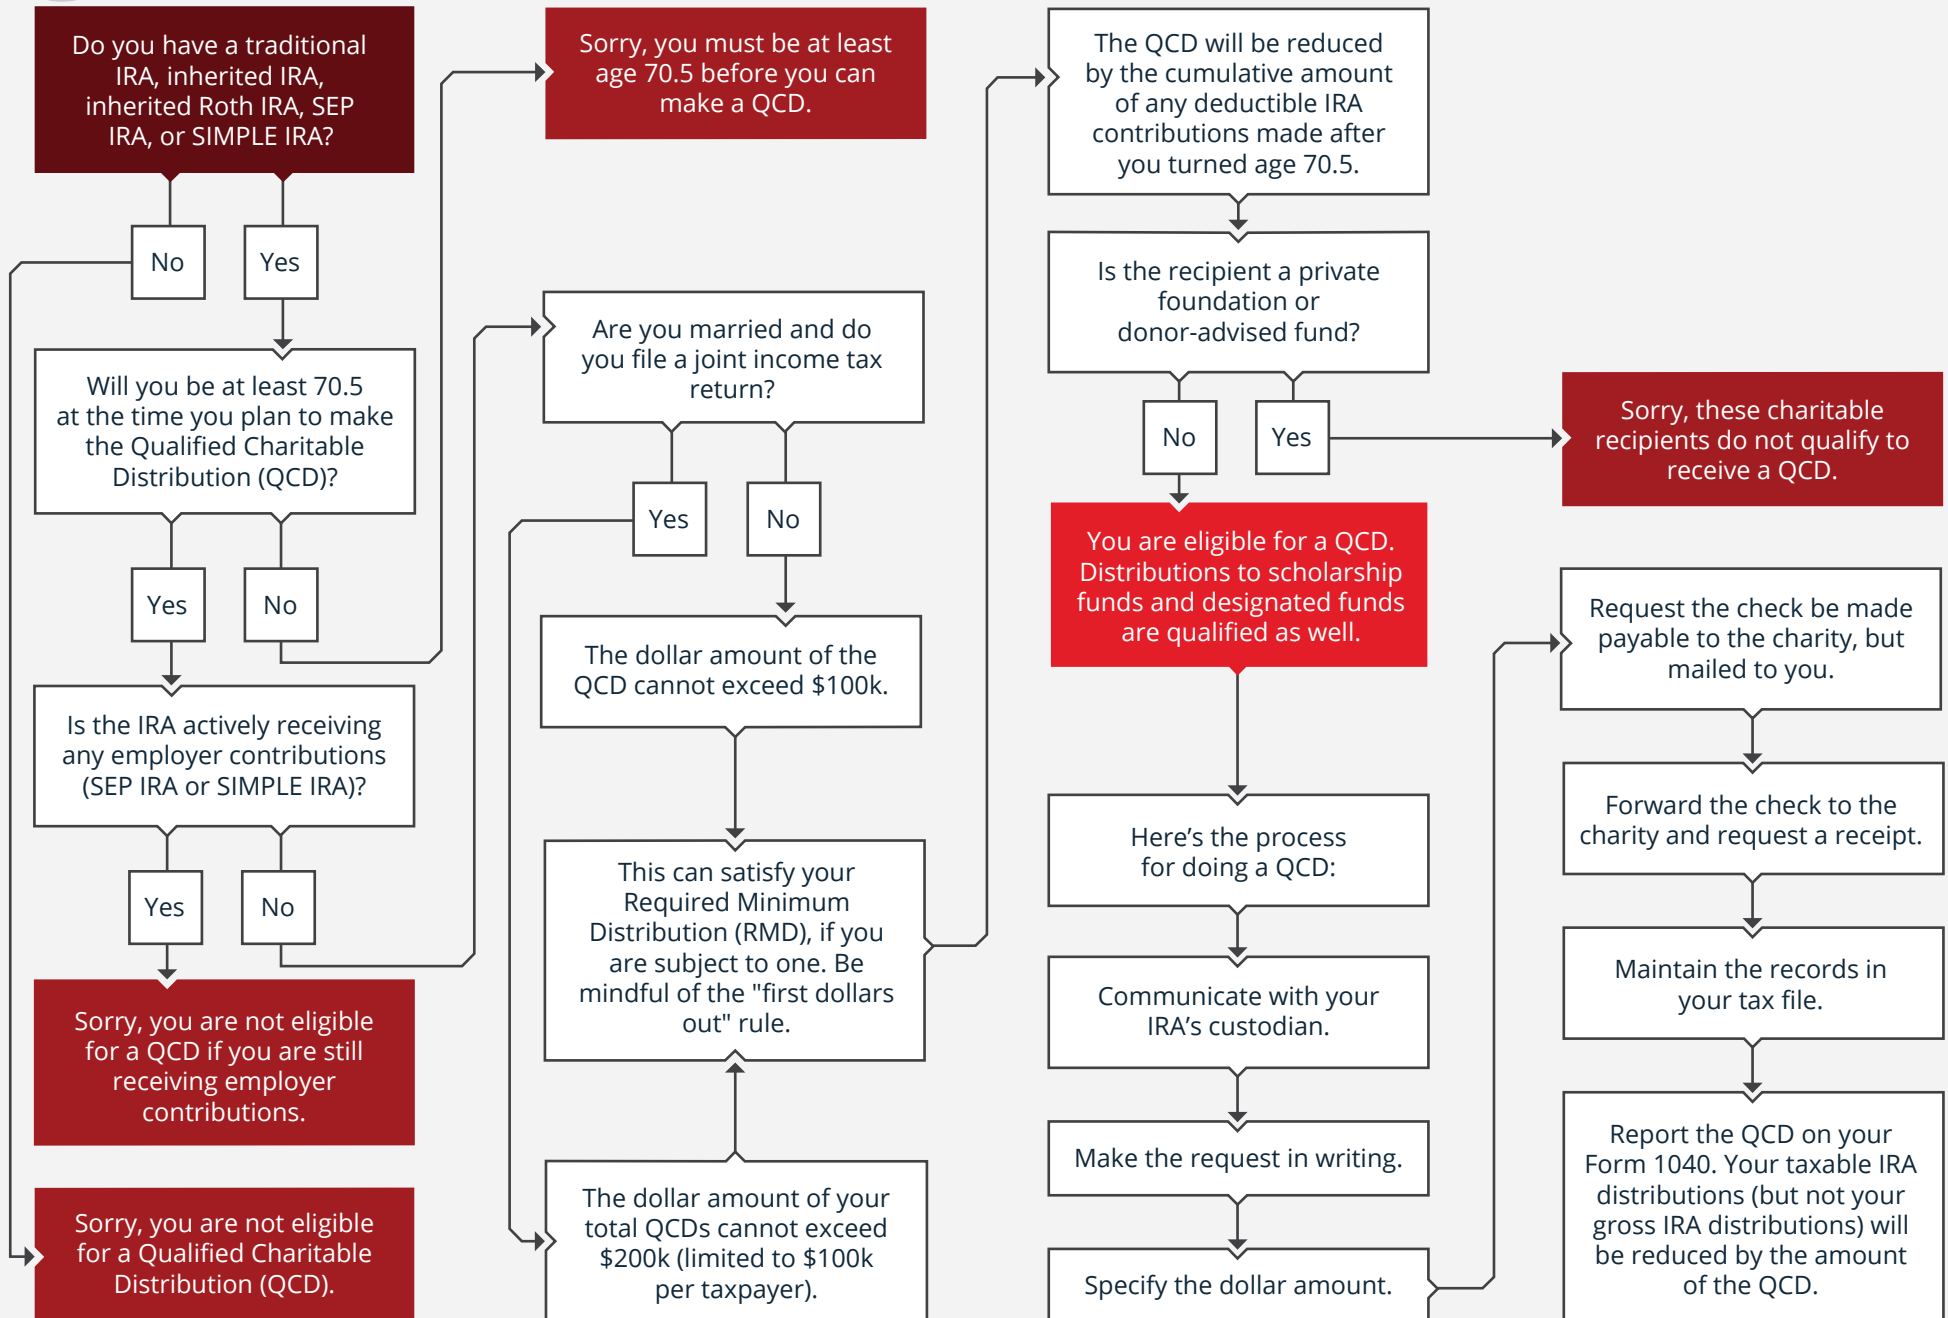 Do you have a traditional
IRA, inherited IRA,
inherited Roth IRA, SEP
IRA, or SIMPLE IRA?
No
Yes
Will you be at least 70.5
at the time you plan to make
the Qualified Charitable
Distribution (QCD)?
Yes
No
Is the IRA actively receiving
any employer contributions
(SEP IRA or SIMPLE IRA)?
Yes
No
Sorry, you are not eligible
for a QCD if you are still
receiving employer
contributions.
Sorry, you are not eligible
for a Qualified Charitable
Distribution (QCD).
Sorry, you must be at least
age 70.5 before you can
make a QCD.
Are you married and do
you file a joint income tax
return?
Yes
No
The dollar amount of the
QCD cannot exceed $100k.
This can satisfy your
Required Minimum
Distribution (RMD), if you
are subject to one. Be
mindful of the "first dollars
out" rule.
The dollar amount of your
total QCDs cannot exceed
$200k (limited to $100k
per taxpayer).
The QCD will be reduced
by the cumulative amount
of any deductible IRA
contributions made after
you turned age 70.5.
Is the recipient a private
foundation or
donor-advised fund?
No
Yes
Sorry, these charitable
recipients do not qualify to
receive a QCD.
You are eligible for a QCD.
Distributions to scholarship
funds and designated funds
are qualified as well.
Here’s the process
for doing a QCD:
Communicate with your
IRA’s custodian.
Make the request in writing.
Specify the dollar amount.
Request the check be made
payable to the charity, but
mailed to you.
Forward the check to the
charity and request a receipt.
Maintain the records in
your tax file.
Report the QCD on your
Form 1040. Your taxable IRA
distributions (but not your
gross IRA distributions) will
be reduced by the amount
of the QCD.